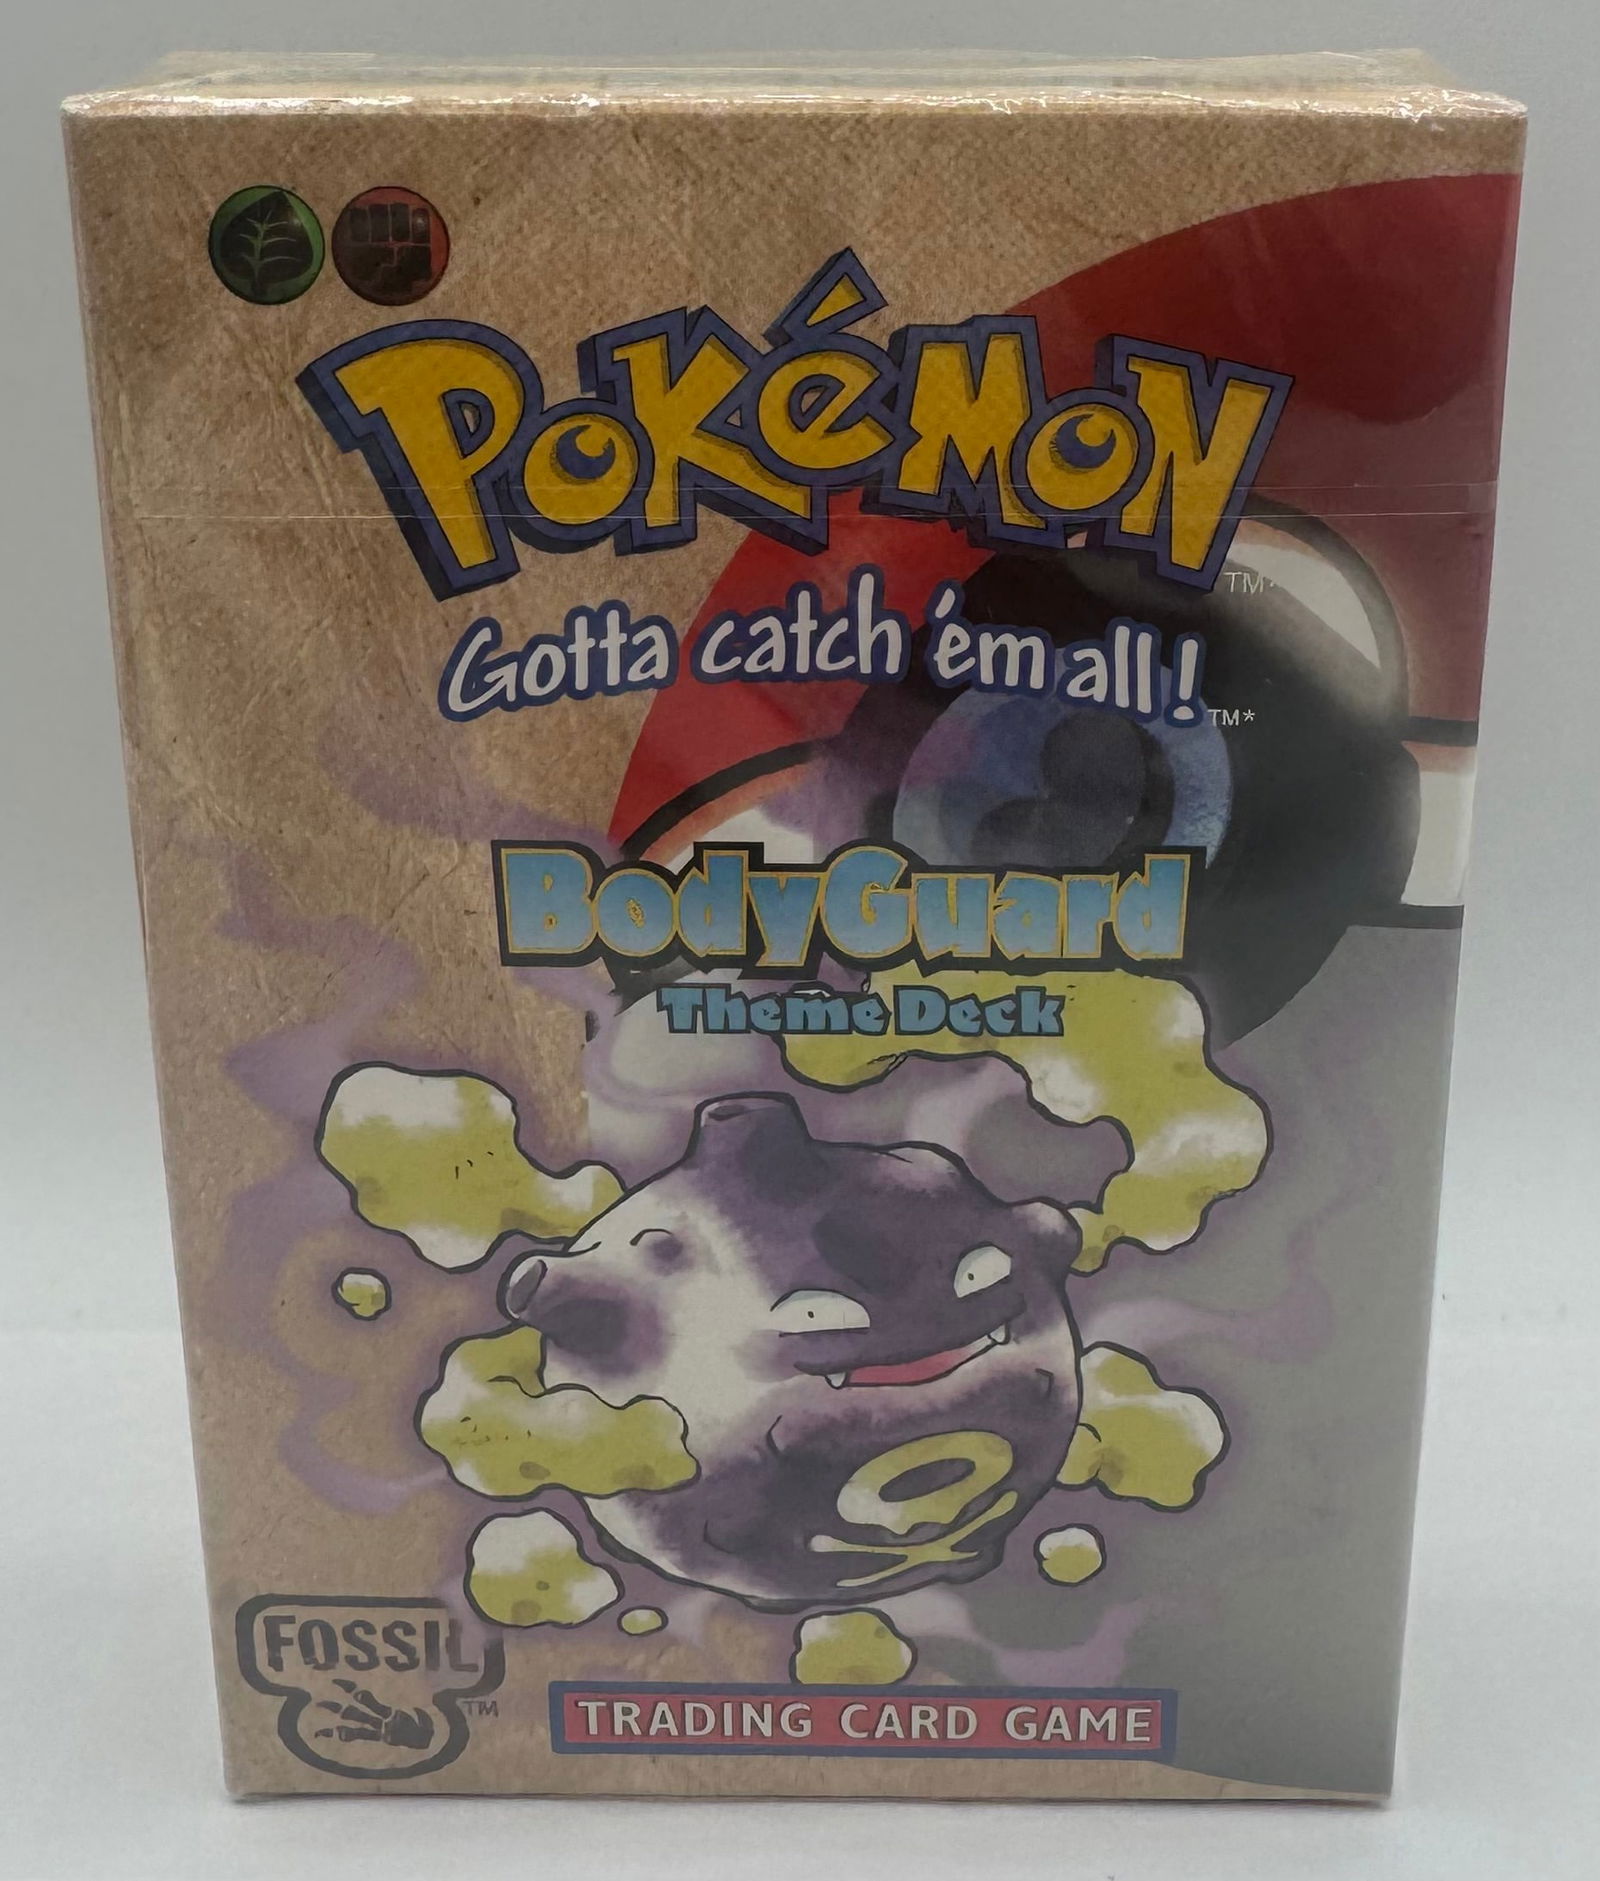 POKéMON
TM*
Gotta catch 'em all!
TM*
BodyGuard
Theme Deck
FOSSIL
TM
TRADING CARD GAME